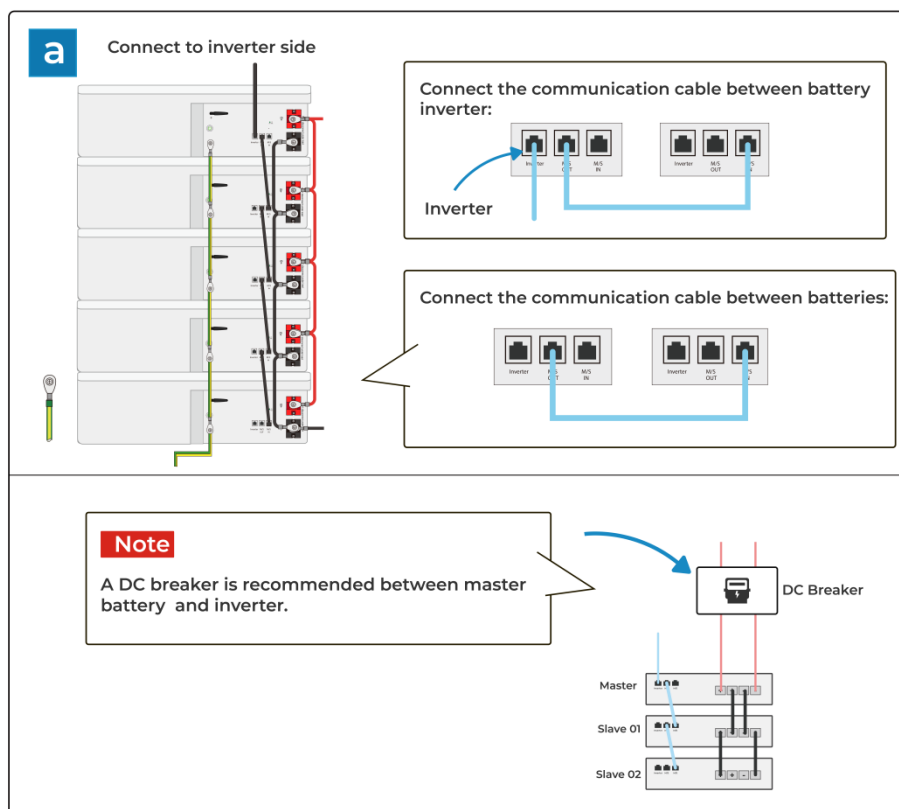 a
Connect to inverter side
Connect the communication cable between battery
inverter:
Inverter
M/S
OUT
M/S
IN
Inverter
M/S
OUT
Inverter
Connect the communication cable between batteries:
Inverter
M/S
OUT
M/S
IN
Inverter
M/S
OUT
Note
A DC breaker is recommended between master
battery and inverter.
DC Breaker
Master
Slave 01
Slave 02